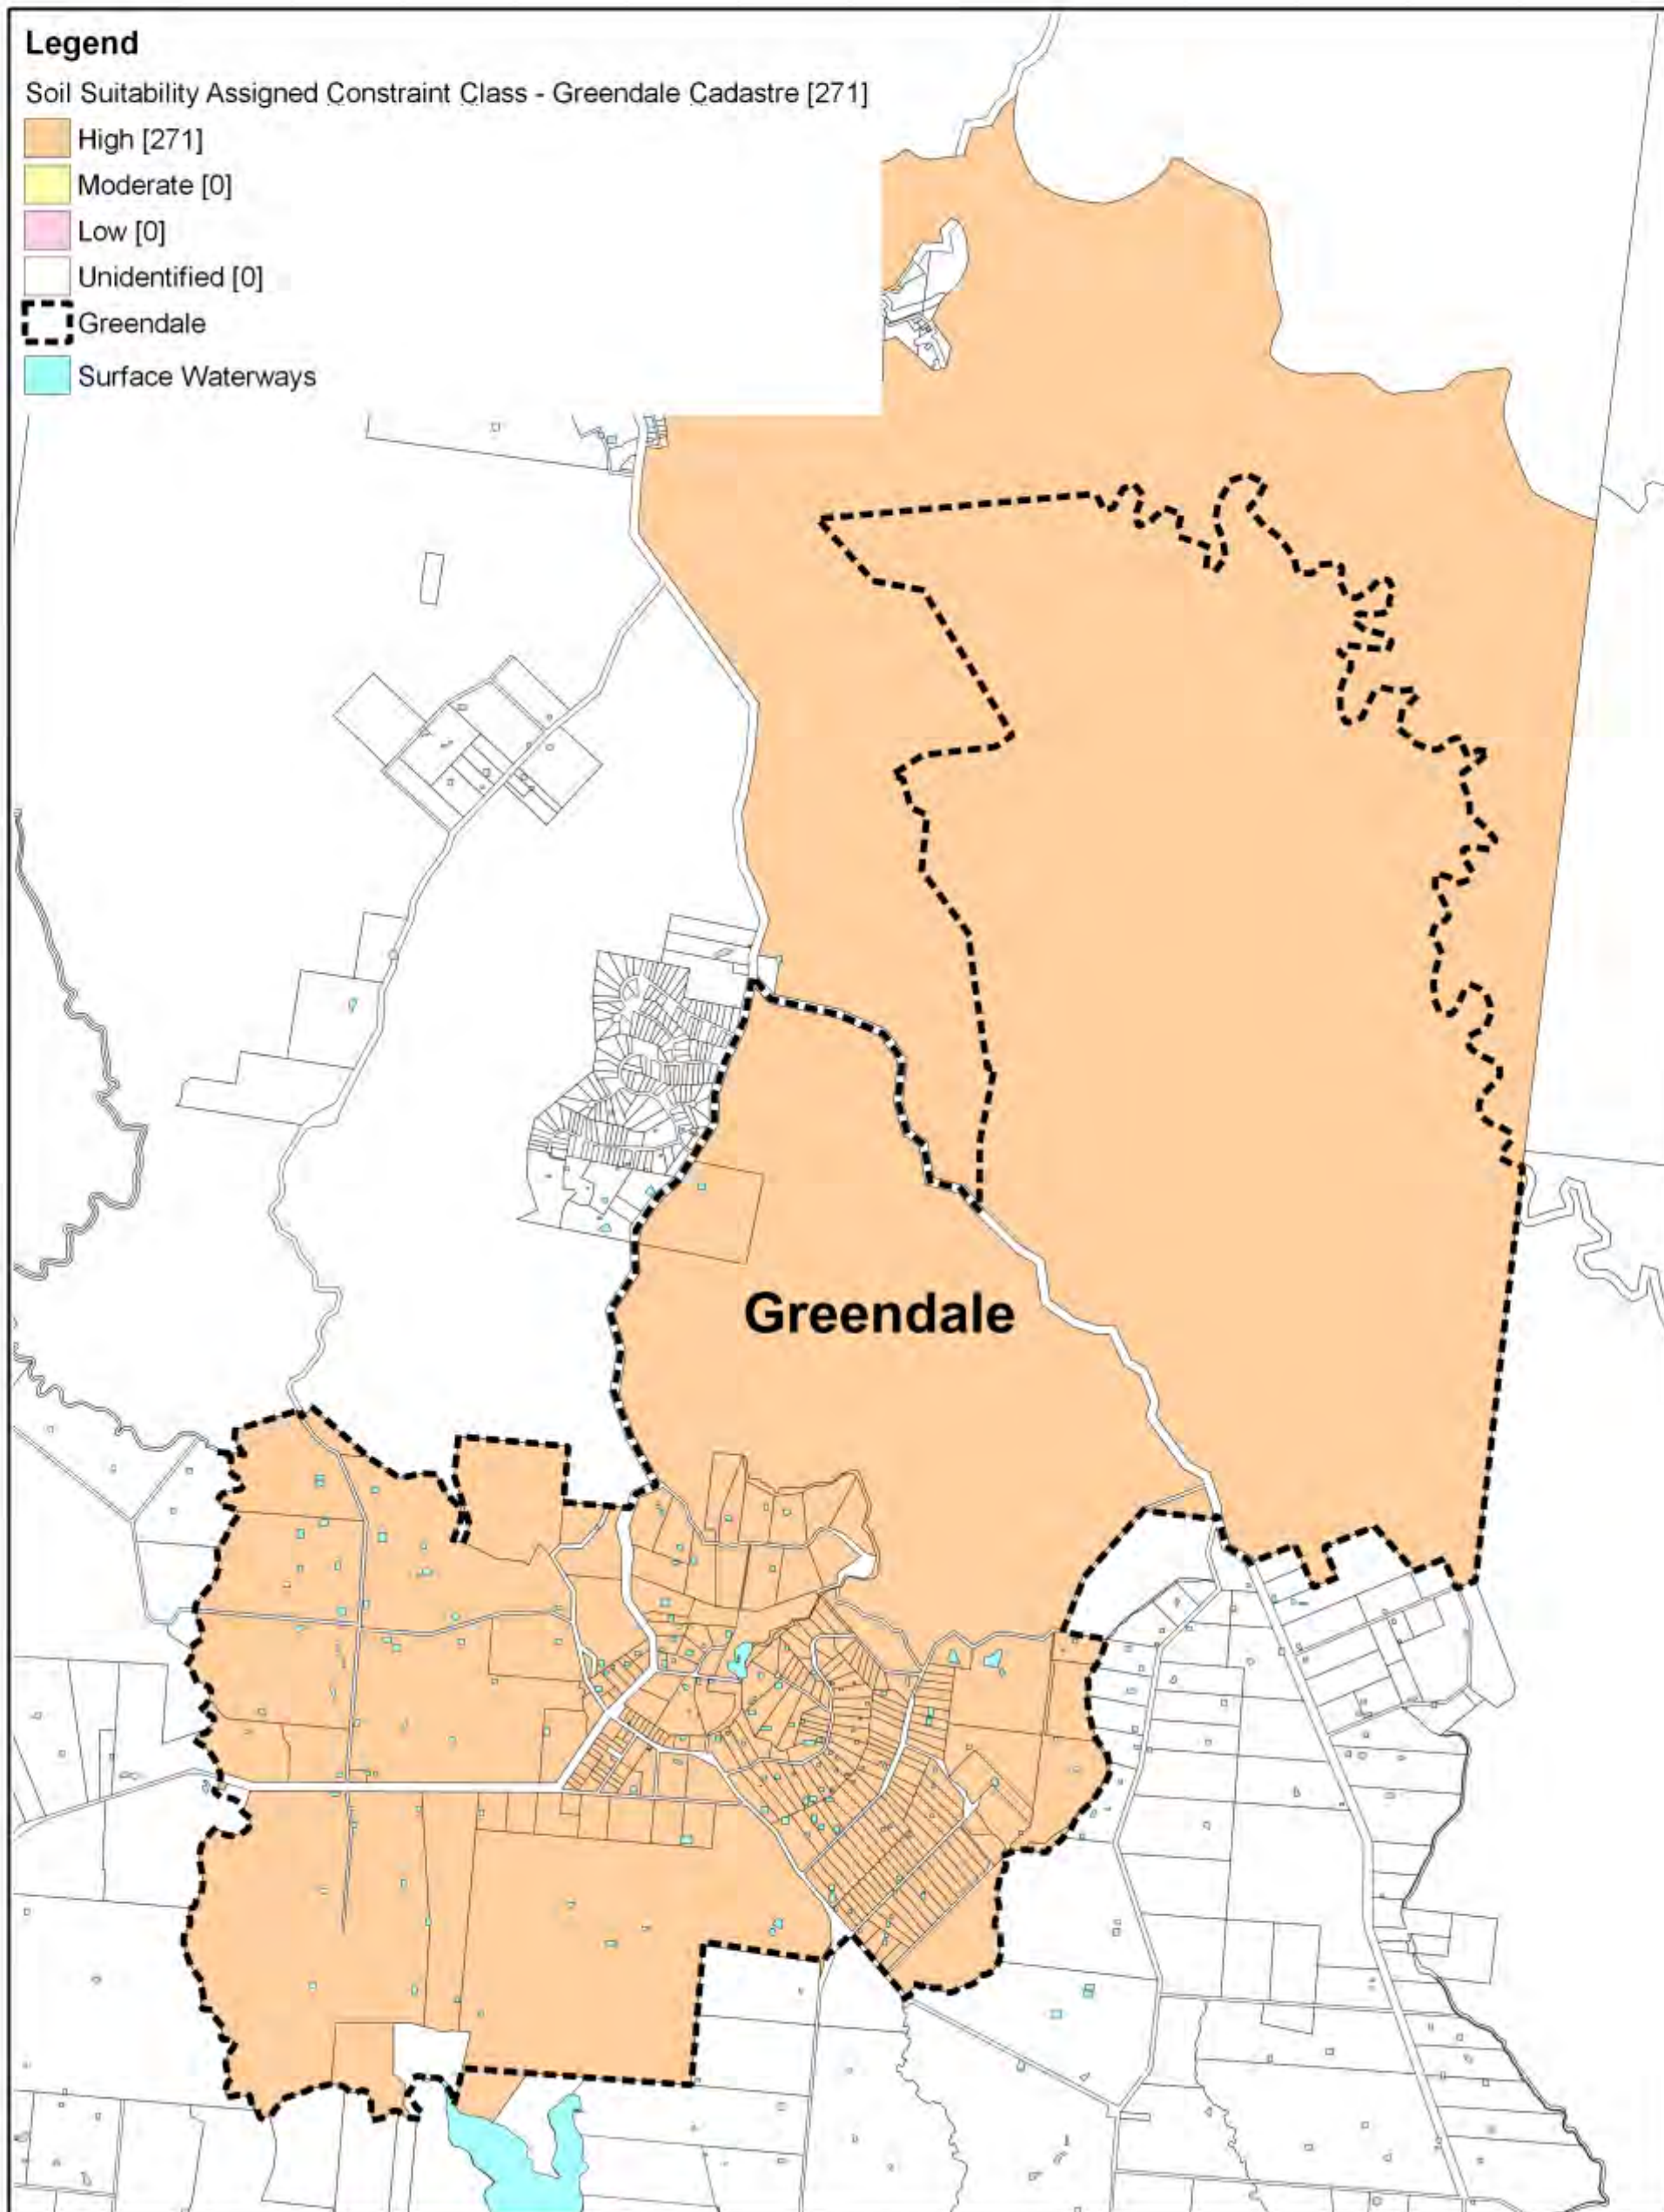 Legend
Soil Suitability Assigned Constraint Class - Greendale Cadastre [271]
High [271]
Moderate [0]
Low [0]
Unidentified [0]
Greendale
Surface Waterways
Greendale